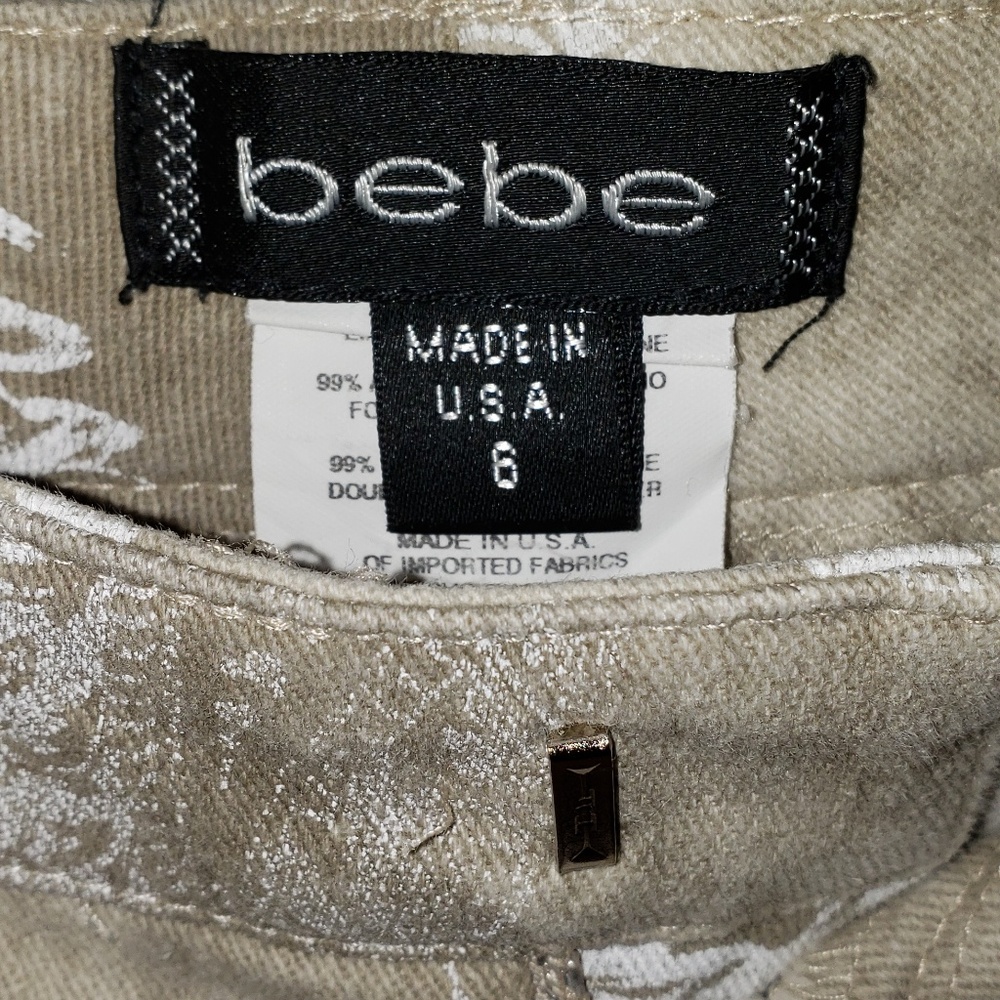 bebe
MADE IN
U.S.A.
6
99%
99%
MADE IN U.S.A.
OF IMPORTED FABRICS